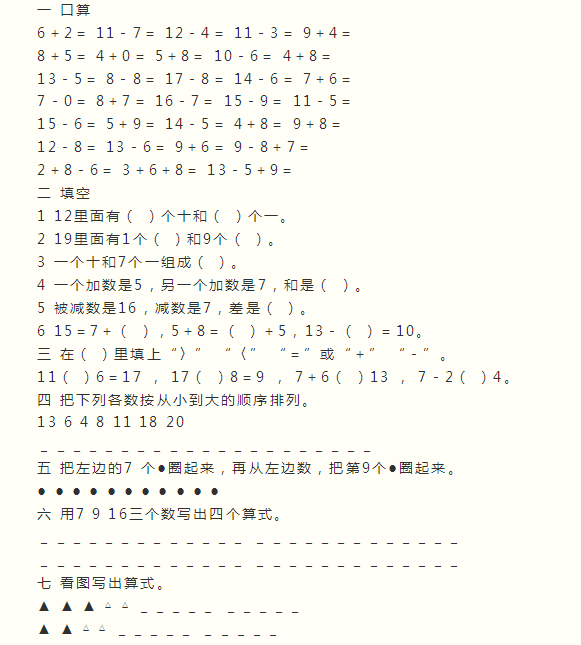 一 口算
6+2= 11-7= 12-4= 11-3= 9+4=
8+5= 4+0= 5+8= 10-6= 4+8=
13-5= 8-8= 17-8= 14-6= 7+6=
7-0= 8+7= 16-7= 15-9= 11-5=
15-6= 5+9= 14-5= 4+8= 9+8=
12-8= 13-6= 9+6= 9-8+7=
2+8-6= 3+6+8= 13-5+9=
二 填空
1 12里面有（ ）个十和（ ）个一。
2 19里面有1个（ ）和9个（ ）。
3 一个十和7个一组成（ ）。
4 一个加数是5，另一个加数是7，和是（ ）。
5 被减数是16，减数是7，差是（ ）。
6 15=7+（ ），5+8=（ ）+5，13-（ ）=10。
三 在（ ）里填上“〉” “〈” “=”或“+” “-”。
11（ ）6=17 ， 17（ ）8=9 ， 7+6（ ）13 ， 7-2（ ）4。
四 把下列各数按从小到大的顺序排列。
13 6 4 8 11 18 20
_ _ _ _ _ _ _ _ _ _ _ _ _ _ _ _ _ _ _ _ _
五 把左边的7 个●圈起来，再从左边数，把第9个●圈起来。
● ● ● ● ● ● ● ● ● ● ●
六 用7 9 16三个数写出四个算式。
_ _ _ _ _ _ _ _ _ _ _ _ _ _ _ _ _ _ _ _ _ _ _ _ _ _
_ _ _ _ _ _ _ _ _ _ _ _ _ _ _ _ _ _ _ _ _ _ _ _ _ _
七 看图写出算式。
▲ ▲ ▲ △ △ _ _ _ _ _ _ _ _ _ _
▲ ▲ △ △ _ _ _ _ _ _ _ _ _ _